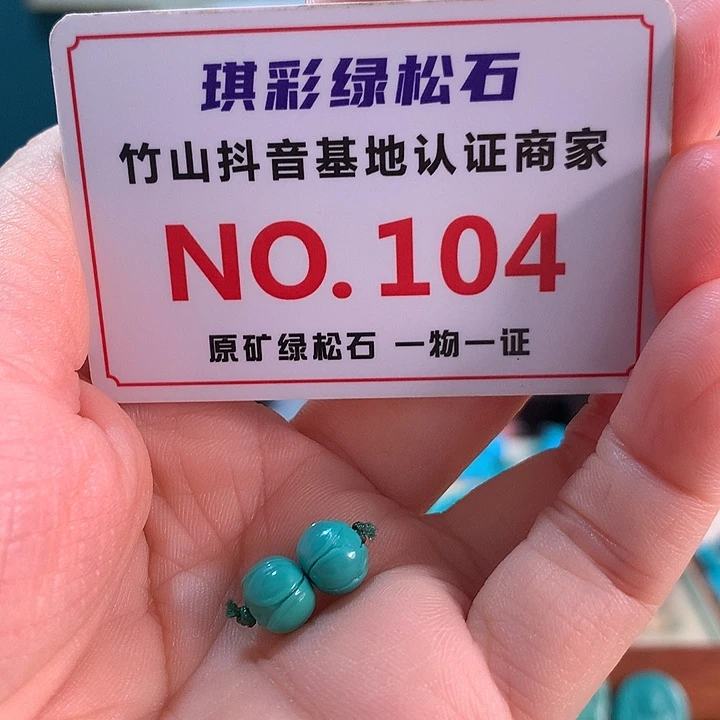 琪彩绿松石
竹山抖音基地认证商家
NO.104
原矿绿松石 一物一证